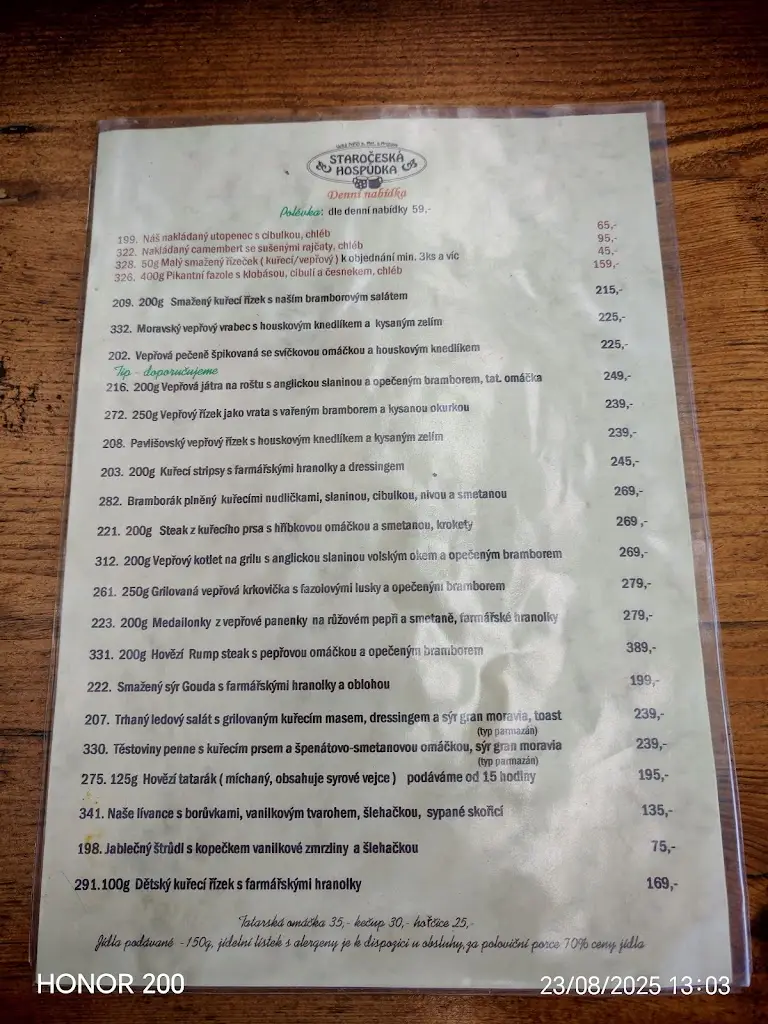 STAROČESKÁ
HOSPŮDKA
Denní nabídka
Polévka: dle denní nabídky 59,-
199. Náš nakládaný utopenec s cibulkou, chléb 65,-
322. Nakládaný camembert se sušenými rajčaty, chléb 95,-
328. 50g Malý smažený řízeček ( kuřecí/vepřový ) k objednání min. 3ks a víc 45,-
326. 400g Pikantní fazole s klobásou, cibulí a česnekem, chléb 159,-
209. 200g Smažený kuřecí řízek s naším bramborovým salátem 215,-
332. Moravský vepřový vrabec s houskovým knedlíkem a kysaným zelím 225,-
202. Vepřová pečeně špikovaná se svíčkovou omáčkou a houskovým knedlíkem 225,-
Tip - doporučujeme
216. 200g Vepřová játra na roštu s anglickou slaninou a opečeným bramborem, tat. omáčka 249,-
272. 250g Vepřový řízek jako vrata s vařeným bramborem a kysanou okurkou 239,-
208. Pavlišovský vepřový řízek s houskovým knedlíkem a kysaným zelím 239,-
203. 200g Kuřecí stripsy s farmářskými hranolky a dressingem 245,-
282. Bramborák plněný kuřecími nudličkami, slaninou, cibulkou, nivou a smetanou 269,-
221. 200g Steak z kuřecího prsa s hříbkovou omáčkou a smetanou, krokety 269 ,-
312. 200g Vepřový kotlet na grilu s anglickou slaninou volským okem a opečeným bramborem 269,-
261. 250g Grilovaná vepřová krkovička s fazolovými lusky a opečeným bramborem 279,-
223. 200g Medailonky z vepřové panenky na růžovém pepři a smetaně, farmářské hranolky 279,-
331. 200g Hovězí Rump steak s pepřovou omáčkou a opečeným bramborem 389,-
222. Smažený sýr Gouda s farmářskými hranolky a oblohou 199,-
207. Trhaný ledový salát s grilovaným kuřecím masem, dressingem a sýr gran moravia, toast 239,-
(typ parmazán)
330. Těstoviny penne s kuřecím prsem a špenátovo-smetanovou omáčkou, sýr gran moravia 239,-
(typ parmazán)
275. 125g Hovězí tatarák ( míchaný, obsahuje syrové vejce ) podáváme od 15 hodiny 195,-
341. Naše lívance s borůvkami, vanilkovým tvarohem, šlehačkou, sypané skořicí 135,-
198. Jablečný štrůdl s kopečkem vanilkové zmrzliny a šlehačkou 75,-
291.100g Dětský kuřecí řízek s farmářskými hranolky 169,-
Tatarská omáčka 35,- kečup 30,- hořčice 25,-
Jídla podávané -150g, jídelní lístek s alergeny je k dispozici u obsluhy,za poloviční porce 70% ceny jídla
HONOR 200
23/08/2025 13:03